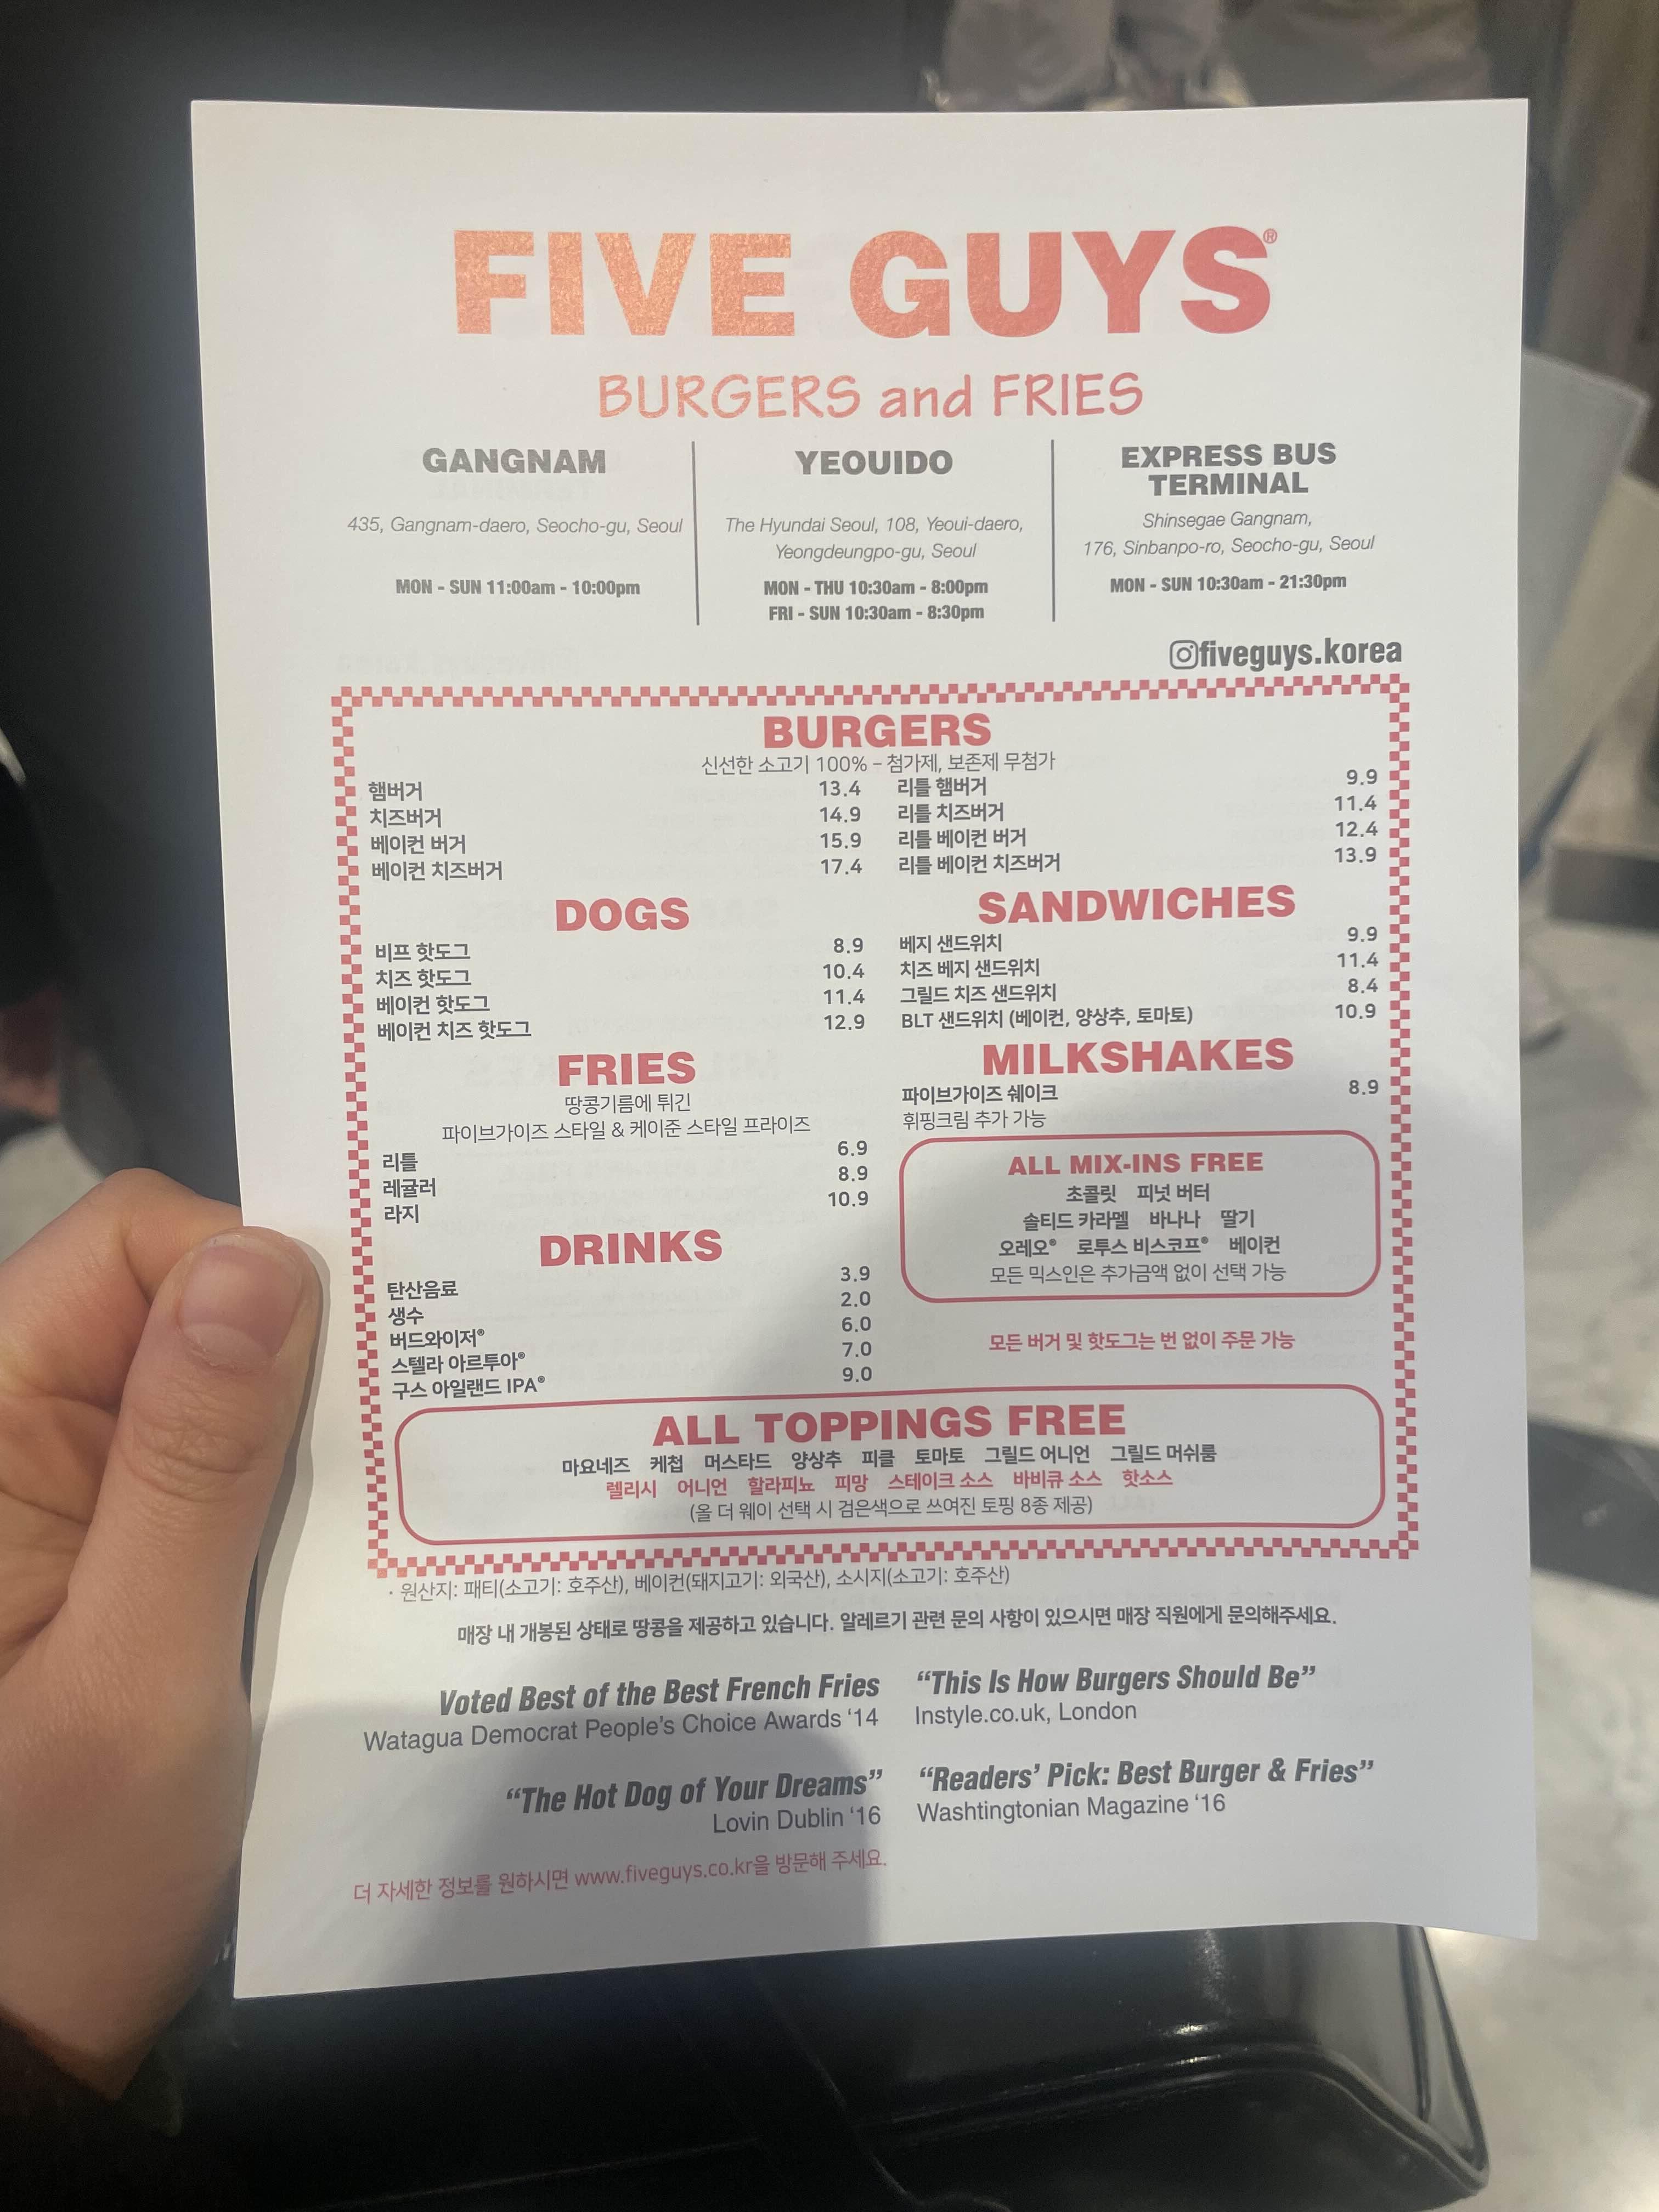 FIVE GUYS®
BURGERS and FRIES
GANGNAM
435, Gangnam-daero, Seocho-gu, Seoul
MON - SUN 11:00am - 10:00pm
YEOUIDO
The Hyundai Seoul, 108, Yeoui-daero,
Yeongdeungpo-gu, Seoul
MON - THU 10:30am - 8:00pm
FRI - SUN 10:30am - 8:30pm
EXPRESS BUS
TERMINAL
Shinsegae Gangnam,
176, Sinbanpo-ro, Seocho-gu, Seoul
MON - SUN 10:30am - 21:30pm
fiveguys.korea
BURGERS
신선한 소고기 100% – 첨가제, 보존제 무첨가
햄버거 13.4
치즈버거 14.9
베이컨 버거 15.9
베이컨 치즈버거 17.4
리틀 햄버거 9.9
리틀 치즈버거 11.4
리틀 베이컨 버거 12.4
리틀 베이컨 치즈버거 13.9
DOGS
비프 핫도그 8.9
치즈 핫도그 10.4
베이컨 핫도그 11.4
베이컨 치즈 핫도그 12.9
SANDWICHES
베지 샌드위치 9.9
치즈 베지 샌드위치 11.4
그릴드 치즈 샌드위치 8.4
BLT 샌드위치 (베이컨, 양상추, 토마토) 10.9
FRIES
땅콩기름에 튀긴
파이브가이즈 스타일 & 케이준 스타일 프라이즈
리틀 6.9
레귤러 8.9
라지 10.9
DRINKS
탄산음료 3.9
생수 2.0
버드와이저® 6.0
스텔라 아르투아® 7.0
구스 아일랜드 IPA® 9.0
MILKSHAKES
파이브가이즈 쉐이크 8.9
휘핑크림 추가 가능
ALL MIX-INS FREE
초콜릿 피넛 버터
솔티드 카라멜 바나나 딸기
오레오® 로투스 비스코프® 베이컨
모든 믹스인은 추가금액 없이 선택 가능
모든 버거 및 핫도그는 번 없이 주문 가능
ALL TOPPINGS FREE
마요네즈 케첩 머스타드 양상추 피클 토마토 그릴드 어니언 그릴드 머쉬룸
렐리시 어니언 할라피뇨 피망 스테이크 소스 바비큐 소스 핫소스
(올 더 웨이 선택 시 검은색으로 쓰여진 토핑 8종 제공)
· 원산지: 패티(소고기: 호주산), 베이컨(돼지고기: 외국산), 소시지(소고기: 호주산)
매장 내 개봉된 상태로 땅콩을 제공하고 있습니다. 알레르기 관련 문의 사항이 있으시면 매장 직원에게 문의해주세요.
Voted Best of the Best French Fries
Watagua Democrat People's Choice Awards ‘14
“This Is How Burgers Should Be”
Instyle.co.uk, London
“The Hot Dog of Your Dreams”
Lovin Dublin ‘16
“Readers’ Pick: Best Burger & Fries”
Washtingtonian Magazine ‘16
더 자세한 정보를 원하시면 www.fiveguys.co.kr을 방문해 주세요.